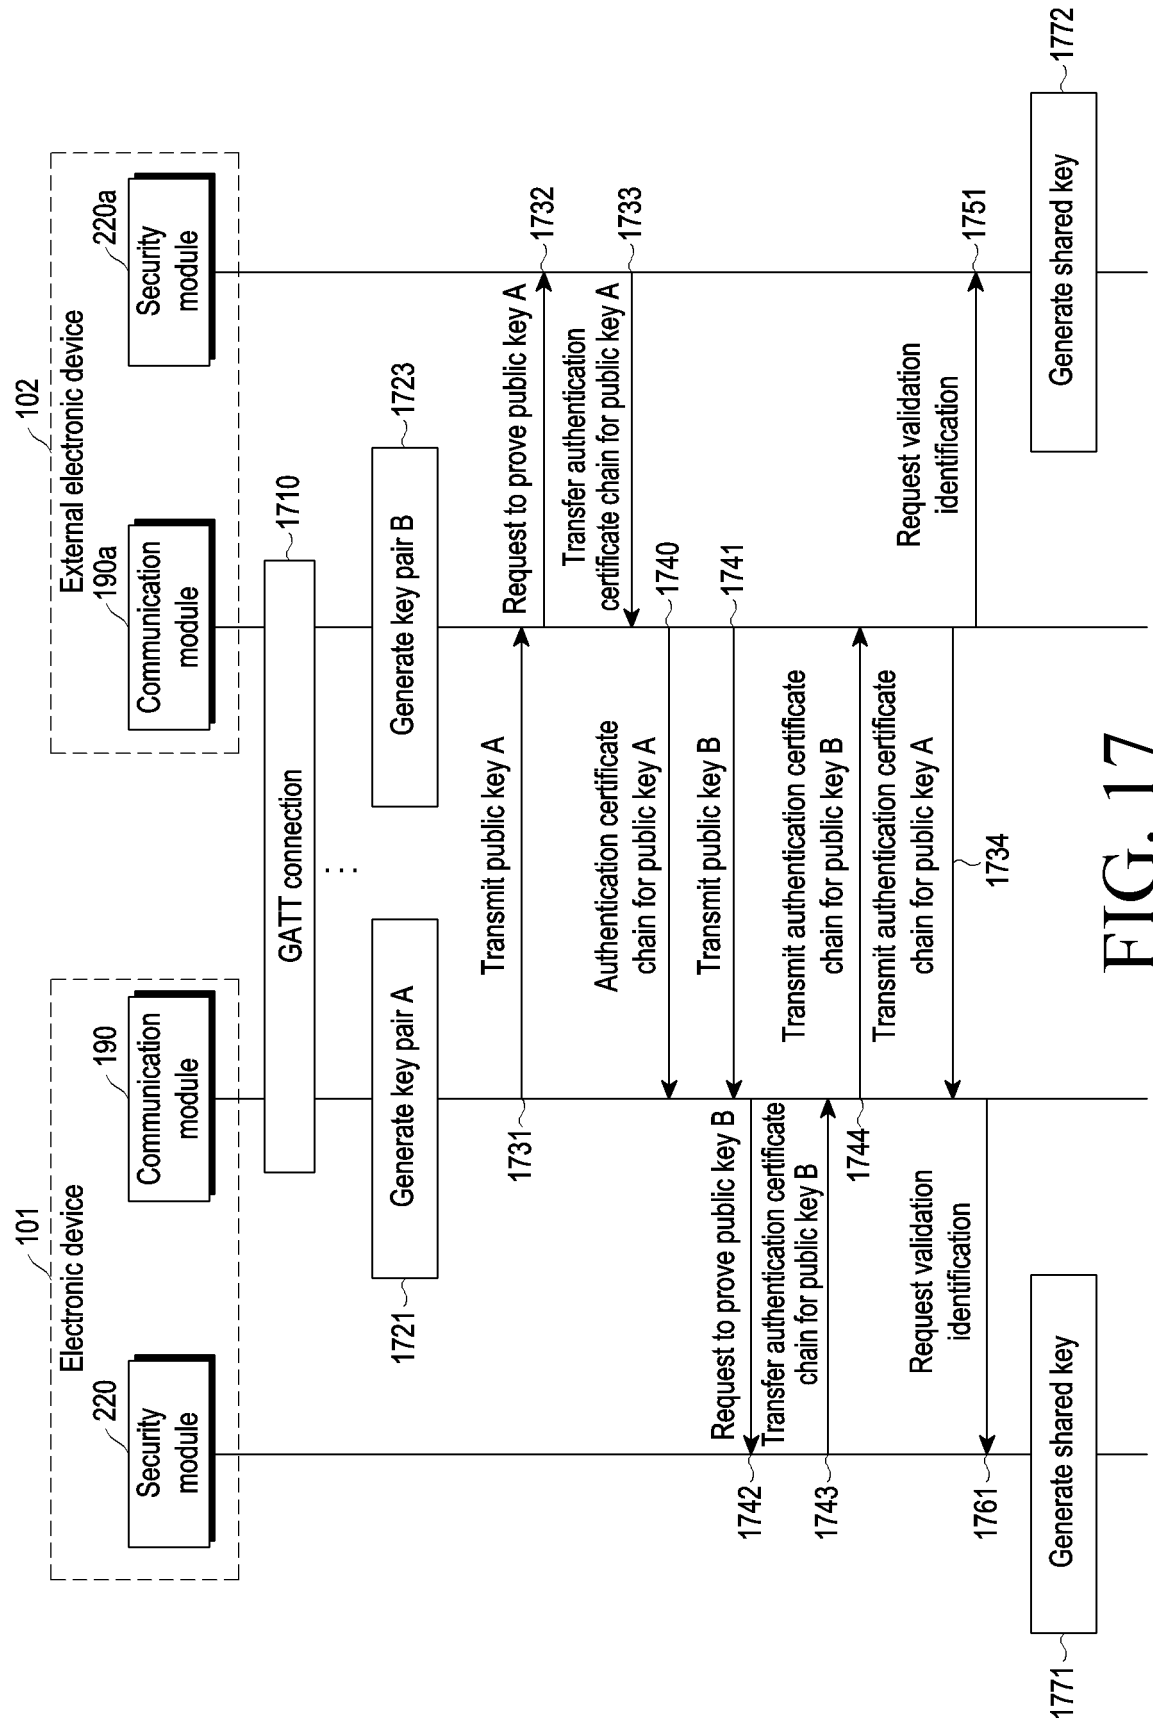 101
Electronic device
102
External electronic device
220
Security
module
190
Communication
module
190a
Communication
module
220a
Security
module
GATT connection
1710
...
1721
Generate key pair A
Generate key pair B
1723
Transmit public key A
1731
Request to prove public key A
1732
Transfer authentication
certificate chain for public key A
1733
Authentication certificate
chain for public key A
1740
Transmit public key B
1741
Request to prove public key B
1742
Transfer authentication certificate
chain for public key B
1743
Transmit authentication certificate
chain for public key B
1744
Transmit authentication certificate
chain for public key A
1734
Request validation
identification
1751
Request validation
identification
1761
1771
Generate shared key
Generate shared key
1772
FIG. 17